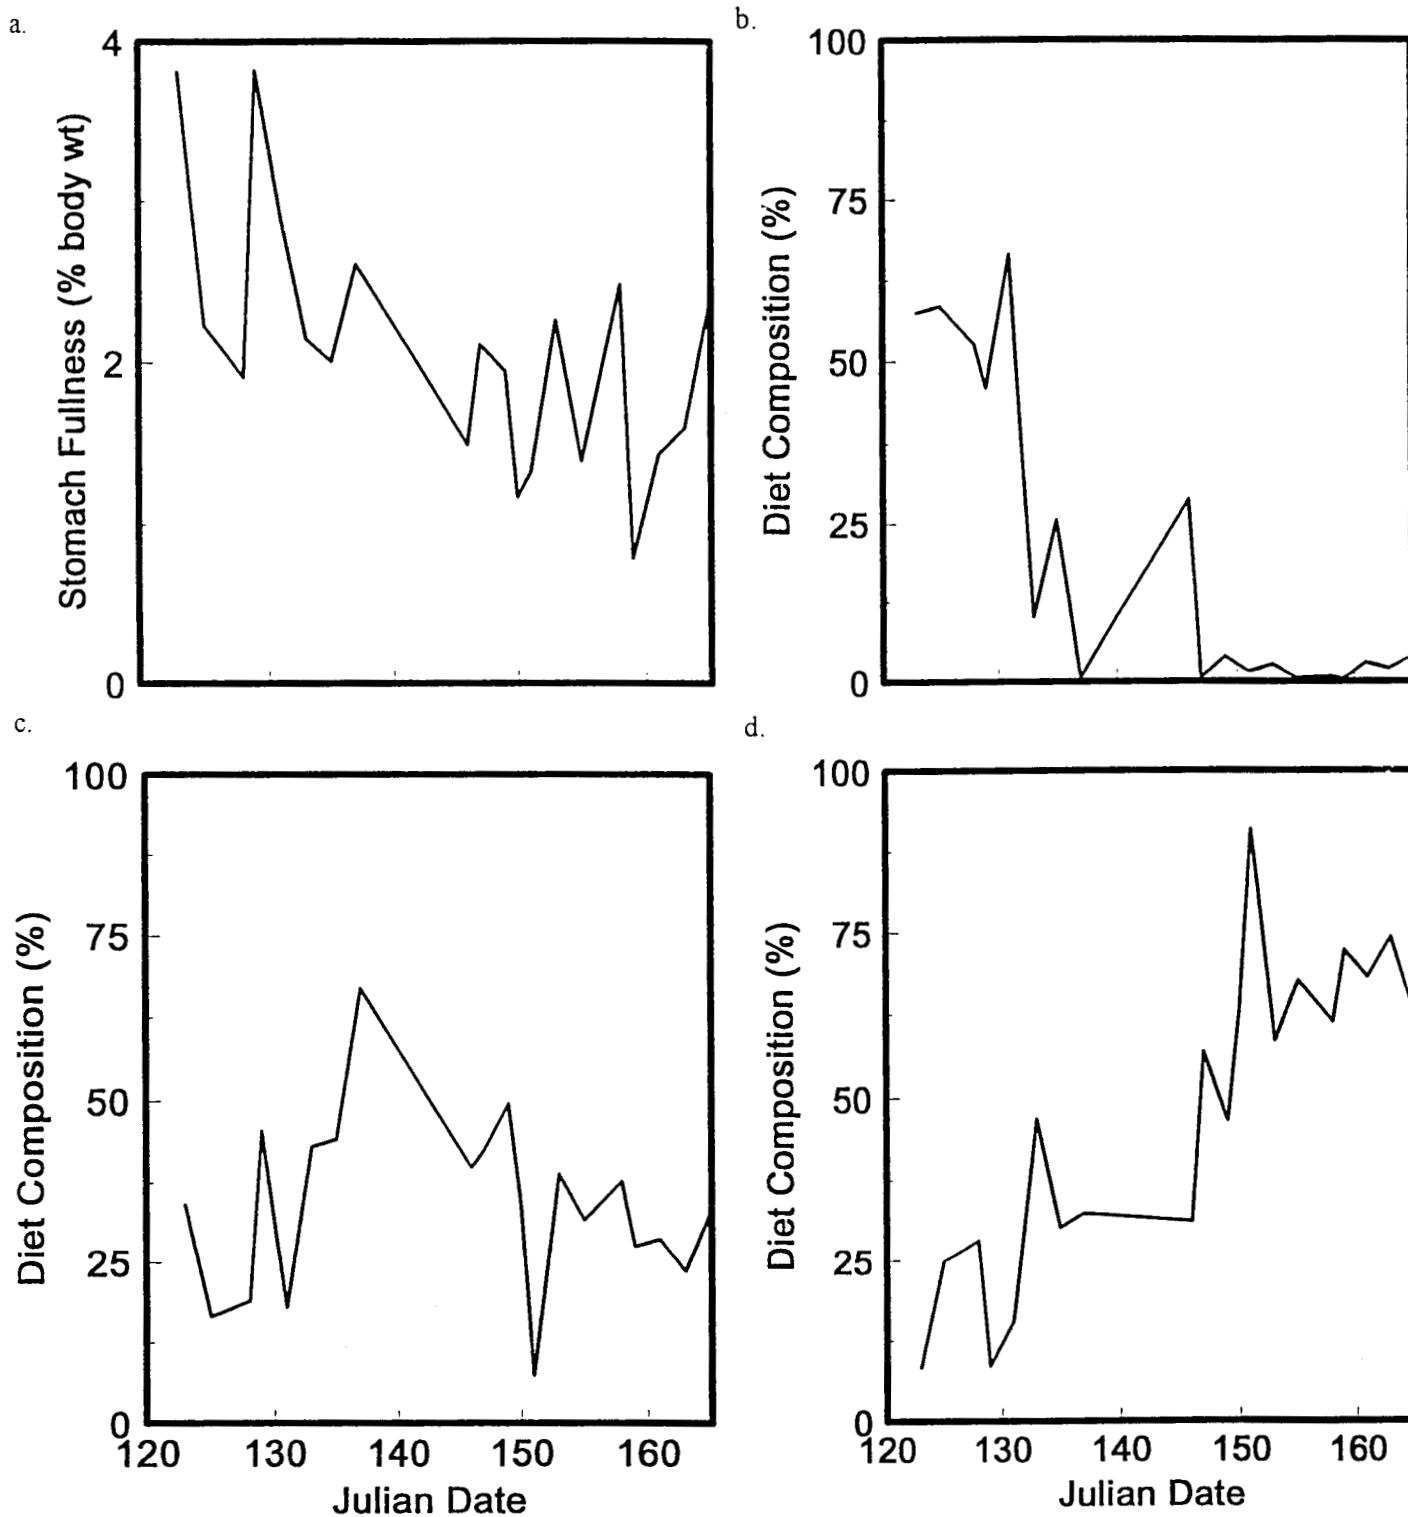 a.
4
2
0
Stomach Fullness (% body wt)
b.
100
75
50
25
0
Diet Composition (%)
c.
100
75
50
25
0
Diet Composition (%)
120 130 140 150 160
Julian Date
d.
100
75
50
25
0
Diet Composition (%)
120 130 140 150 160
Julian Date